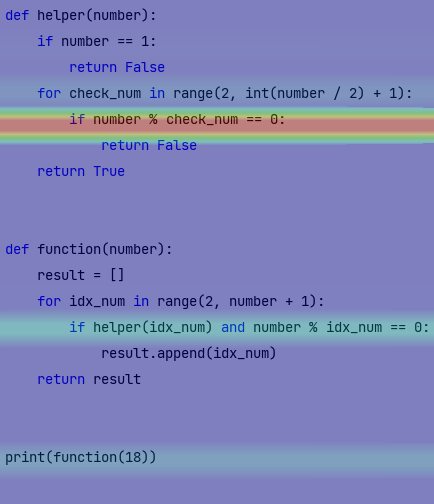 def helper(number):
    if number == 1:
        return False
    for check_num in range(2, int(number / 2) + 1):
        if number % check_num == 0:
            return False
    return True
def function(number):
    result = []
    for idx_num in range(2, number + 1):
        if helper(idx_num) and number % idx_num == 0:
            result.append(idx_num)
    return result
print(function(18))